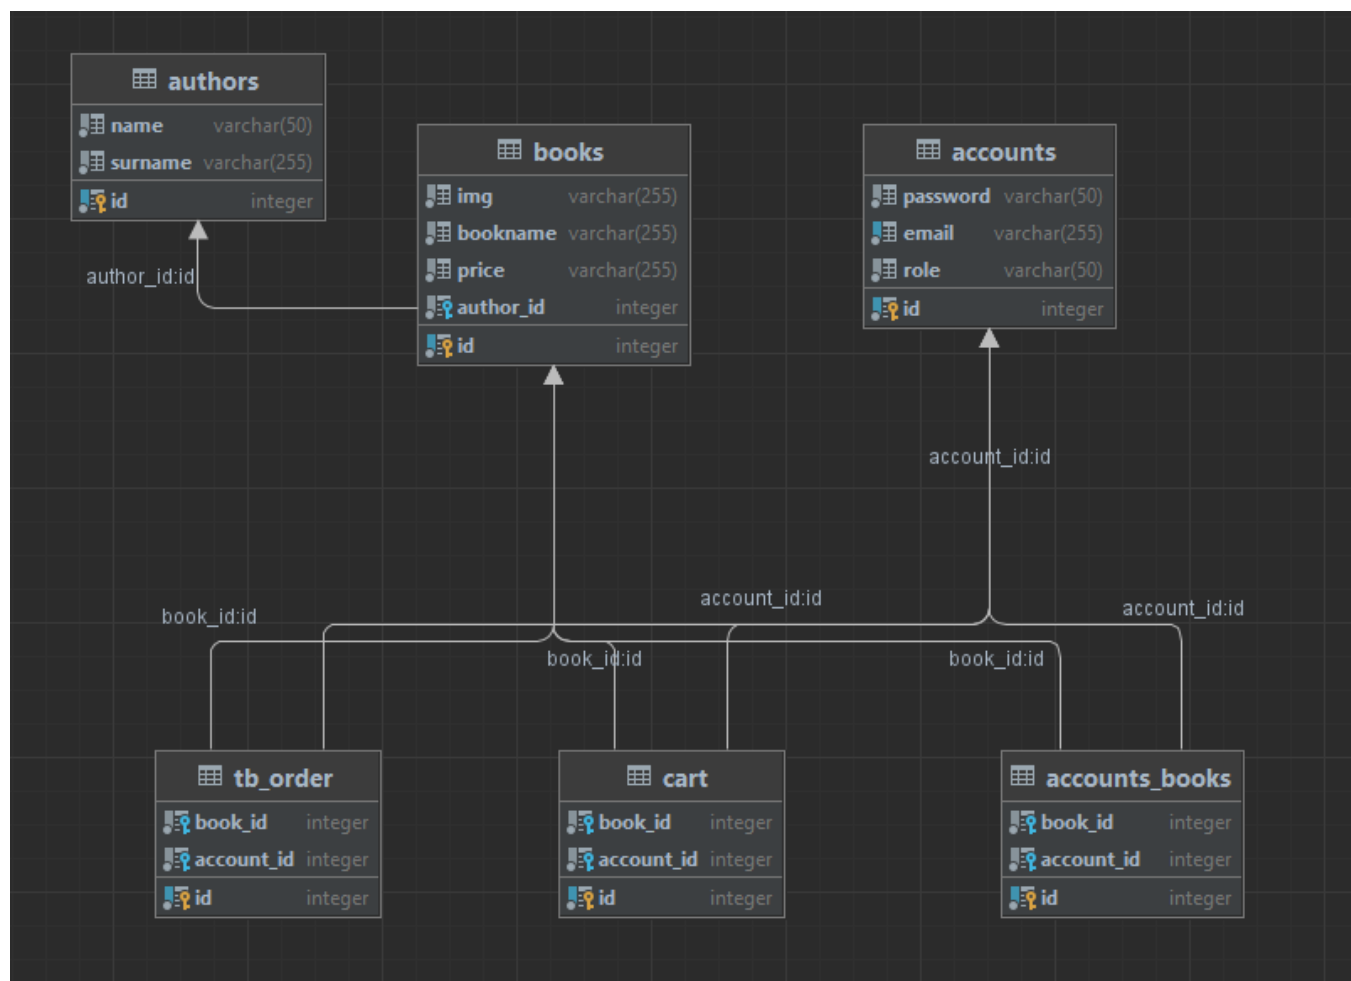 authors
name varchar(50)
surname varchar(255)
id integer
author_id:id
books
img varchar(255)
bookname varchar(255)
price varchar(255)
author_id integer
id integer
accounts
password varchar(50)
email varchar(255)
role varchar(50)
id integer
account_id:id
book_id:id
account_id:id
account_id:id
book_id:id
book_id:id
tb_order
book_id integer
account_id integer
id integer
cart
book_id integer
account_id integer
id integer
accounts_books
book_id integer
account_id integer
id integer